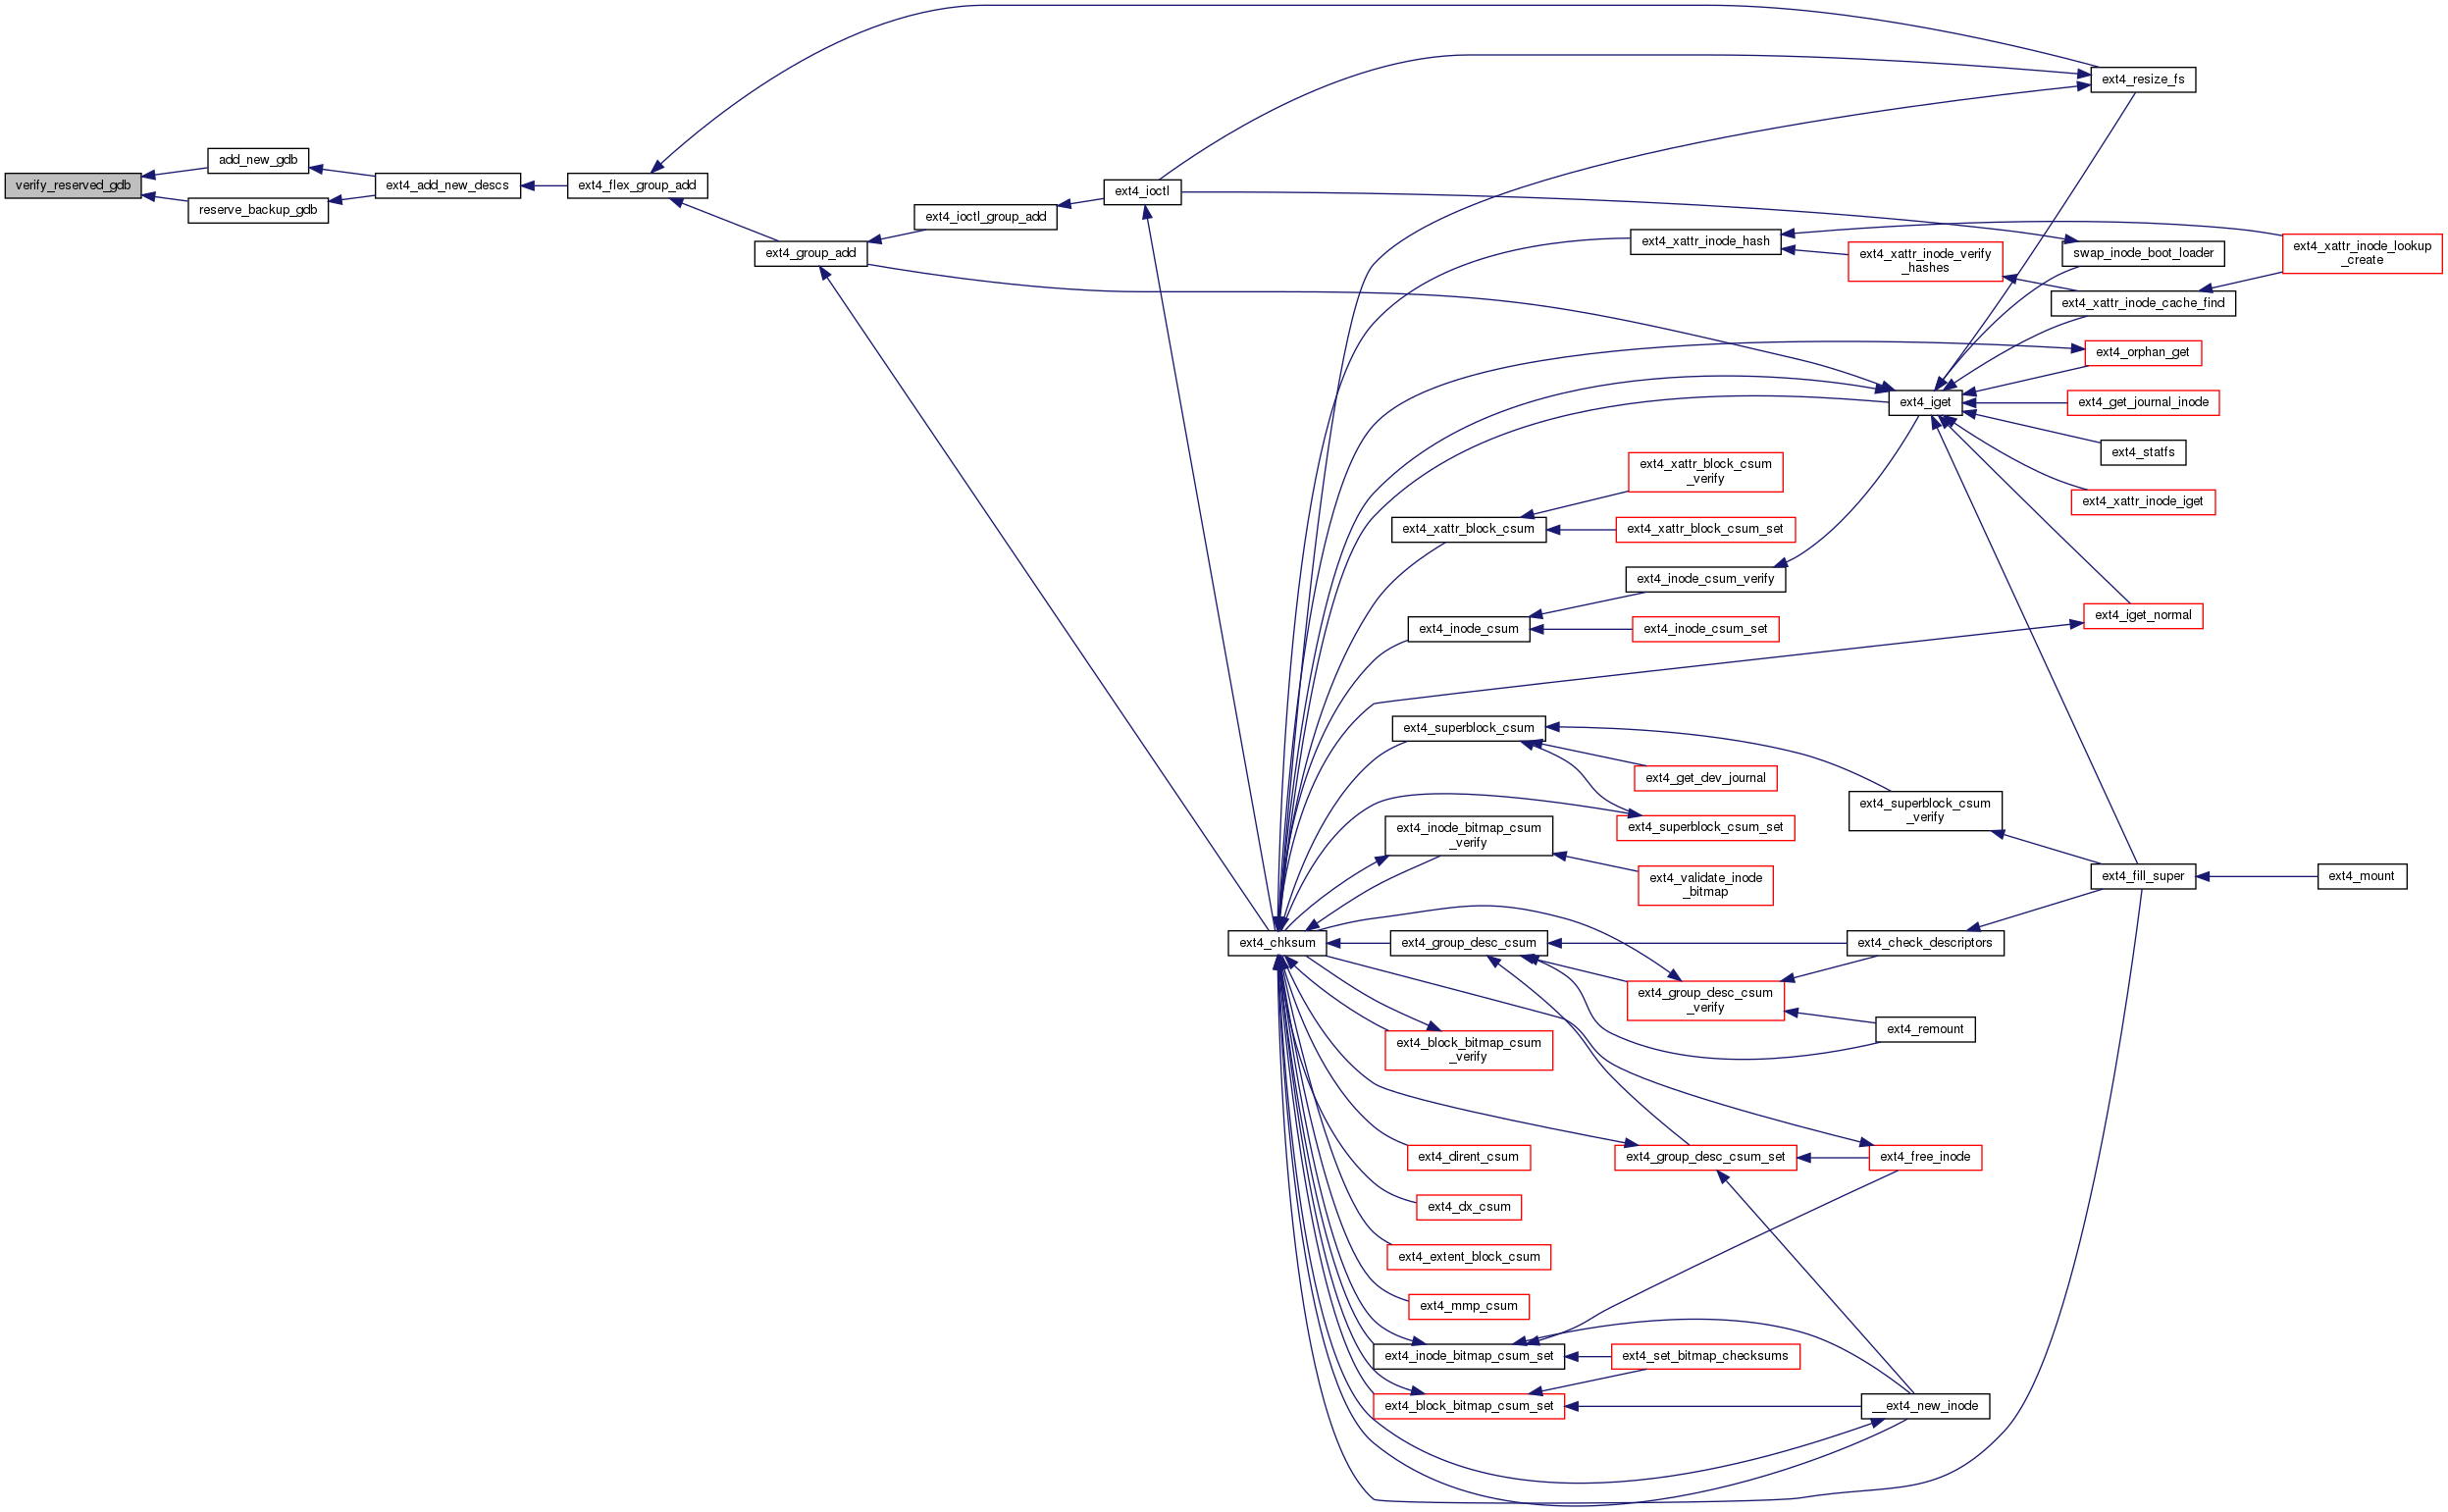 verify_reserved_gdb
add_new_gdb
reserve_backup_gdb
ext4_add_new_descs
ext4_flex_group_add
ext4_group_add
ext4_ioctl_group_add
ext4_ioctl
ext4_resize_fs
ext4_xattr_inode_hash
ext4_xattr_inode_verify
_hashes
swap_inode_boot_loader
ext4_xattr_inode_lookup
_create
ext4_xattr_inode_cache_find
ext4_orphan_get
ext4_iget
ext4_get_journal_inode
ext4_statfs
ext4_xattr_inode_iget
ext4_iget_normal
ext4_xattr_block_csum
_verify
ext4_xattr_block_csum
ext4_xattr_block_csum_set
ext4_inode_csum_verify
ext4_inode_csum
ext4_inode_csum_set
ext4_superblock_csum
ext4_get_dev_journal
ext4_superblock_csum_set
ext4_superblock_csum
_verify
ext4_inode_bitmap_csum
_verify
ext4_validate_inode
_bitmap
ext4_fill_super
ext4_mount
ext4_chksum
ext4_group_desc_csum
ext4_check_descriptors
ext4_group_desc_csum
_verify
ext4_remount
ext4_block_bitmap_csum
_verify
ext4_dirent_csum
ext4_group_desc_csum_set
ext4_free_inode
ext4_dx_csum
ext4_extent_block_csum
ext4_mmp_csum
ext4_inode_bitmap_csum_set
ext4_set_bitmap_checksums
ext4_block_bitmap_csum_set
__ext4_new_inode